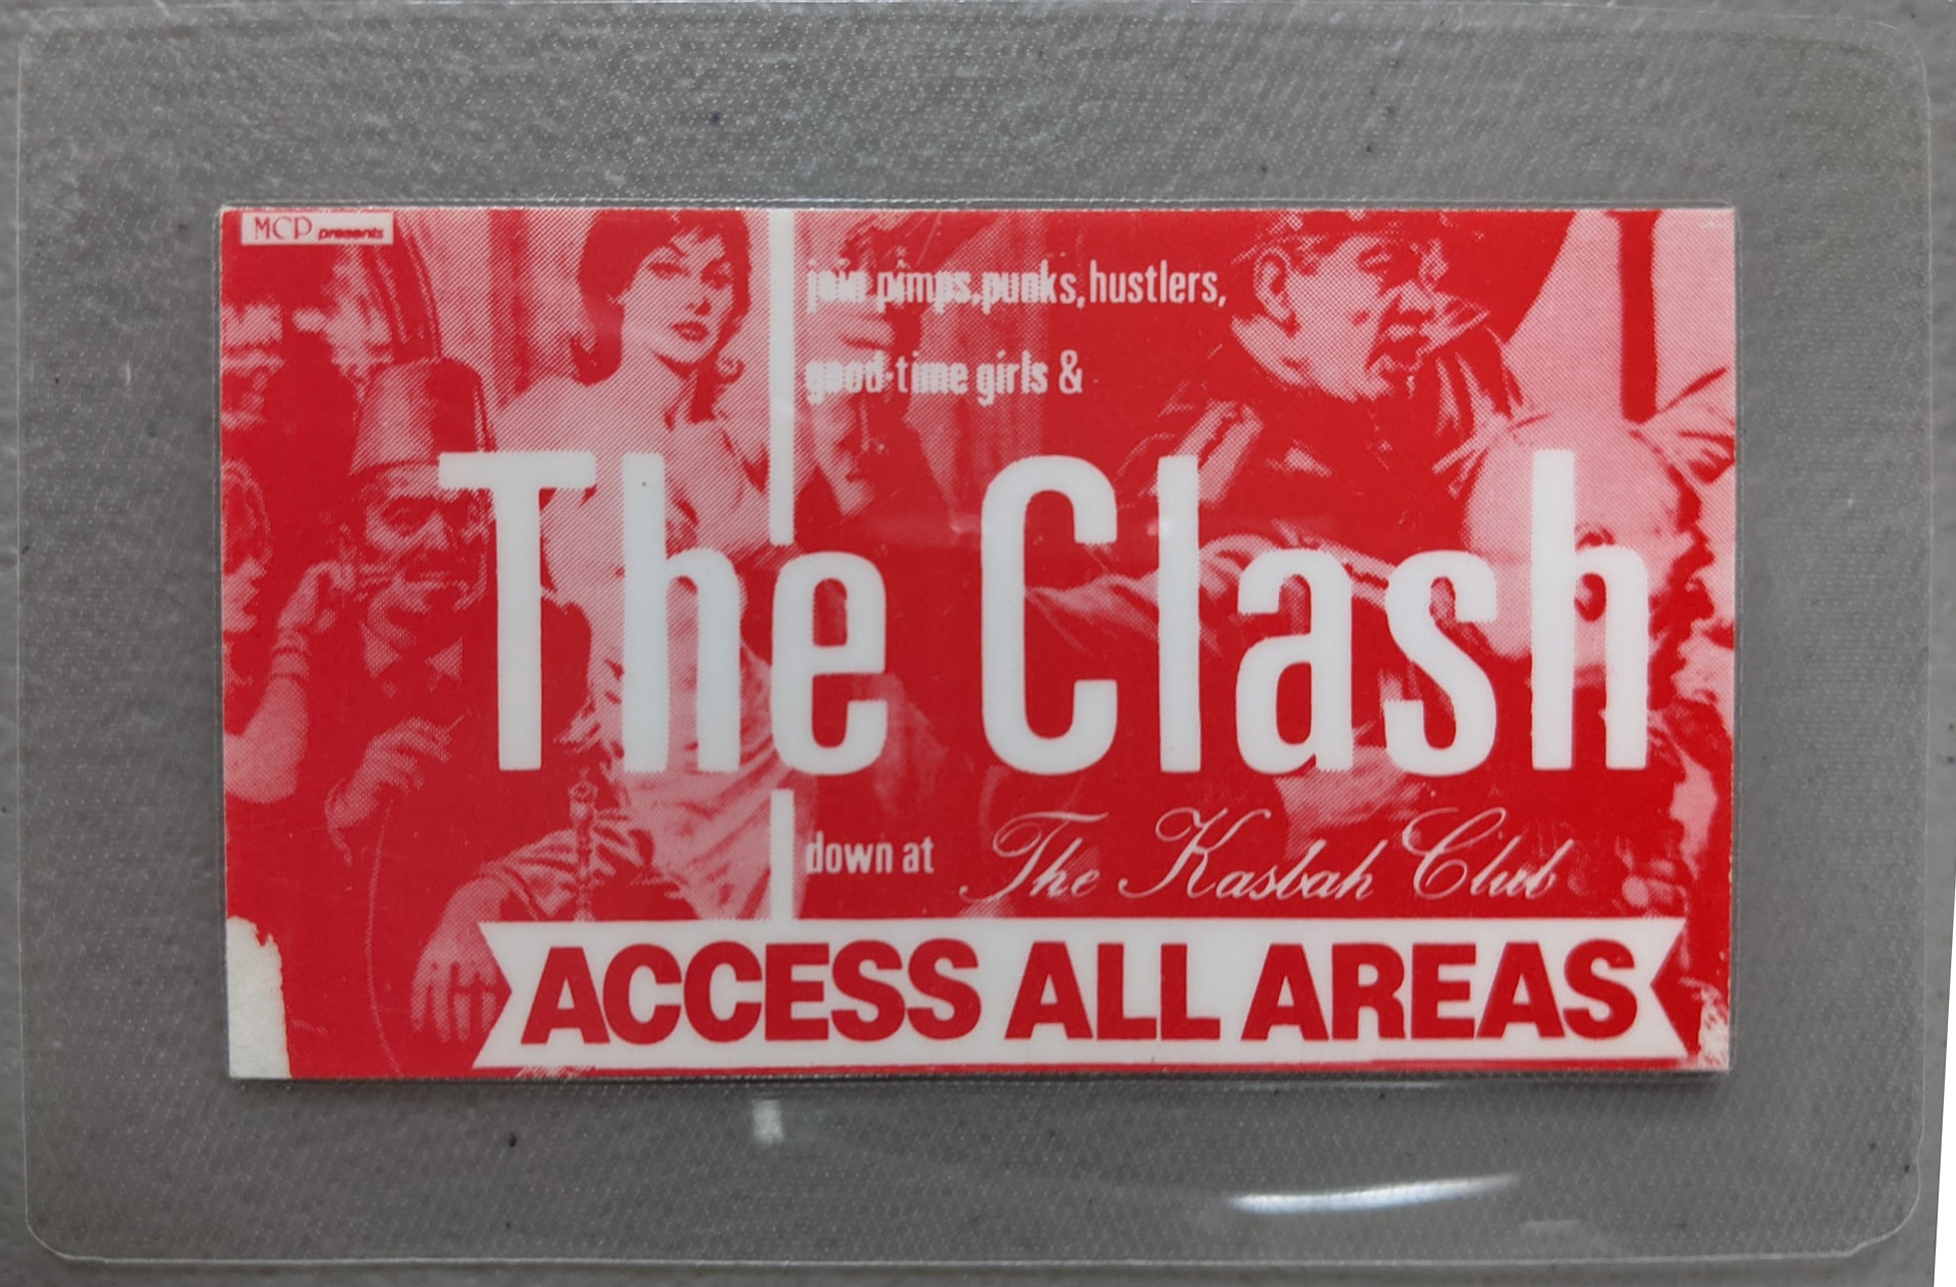 MCP presents
join pimps, punks, hustlers,
good-time girls &
The Clash
down at The Kasbah Club
ACCESS ALL AREAS